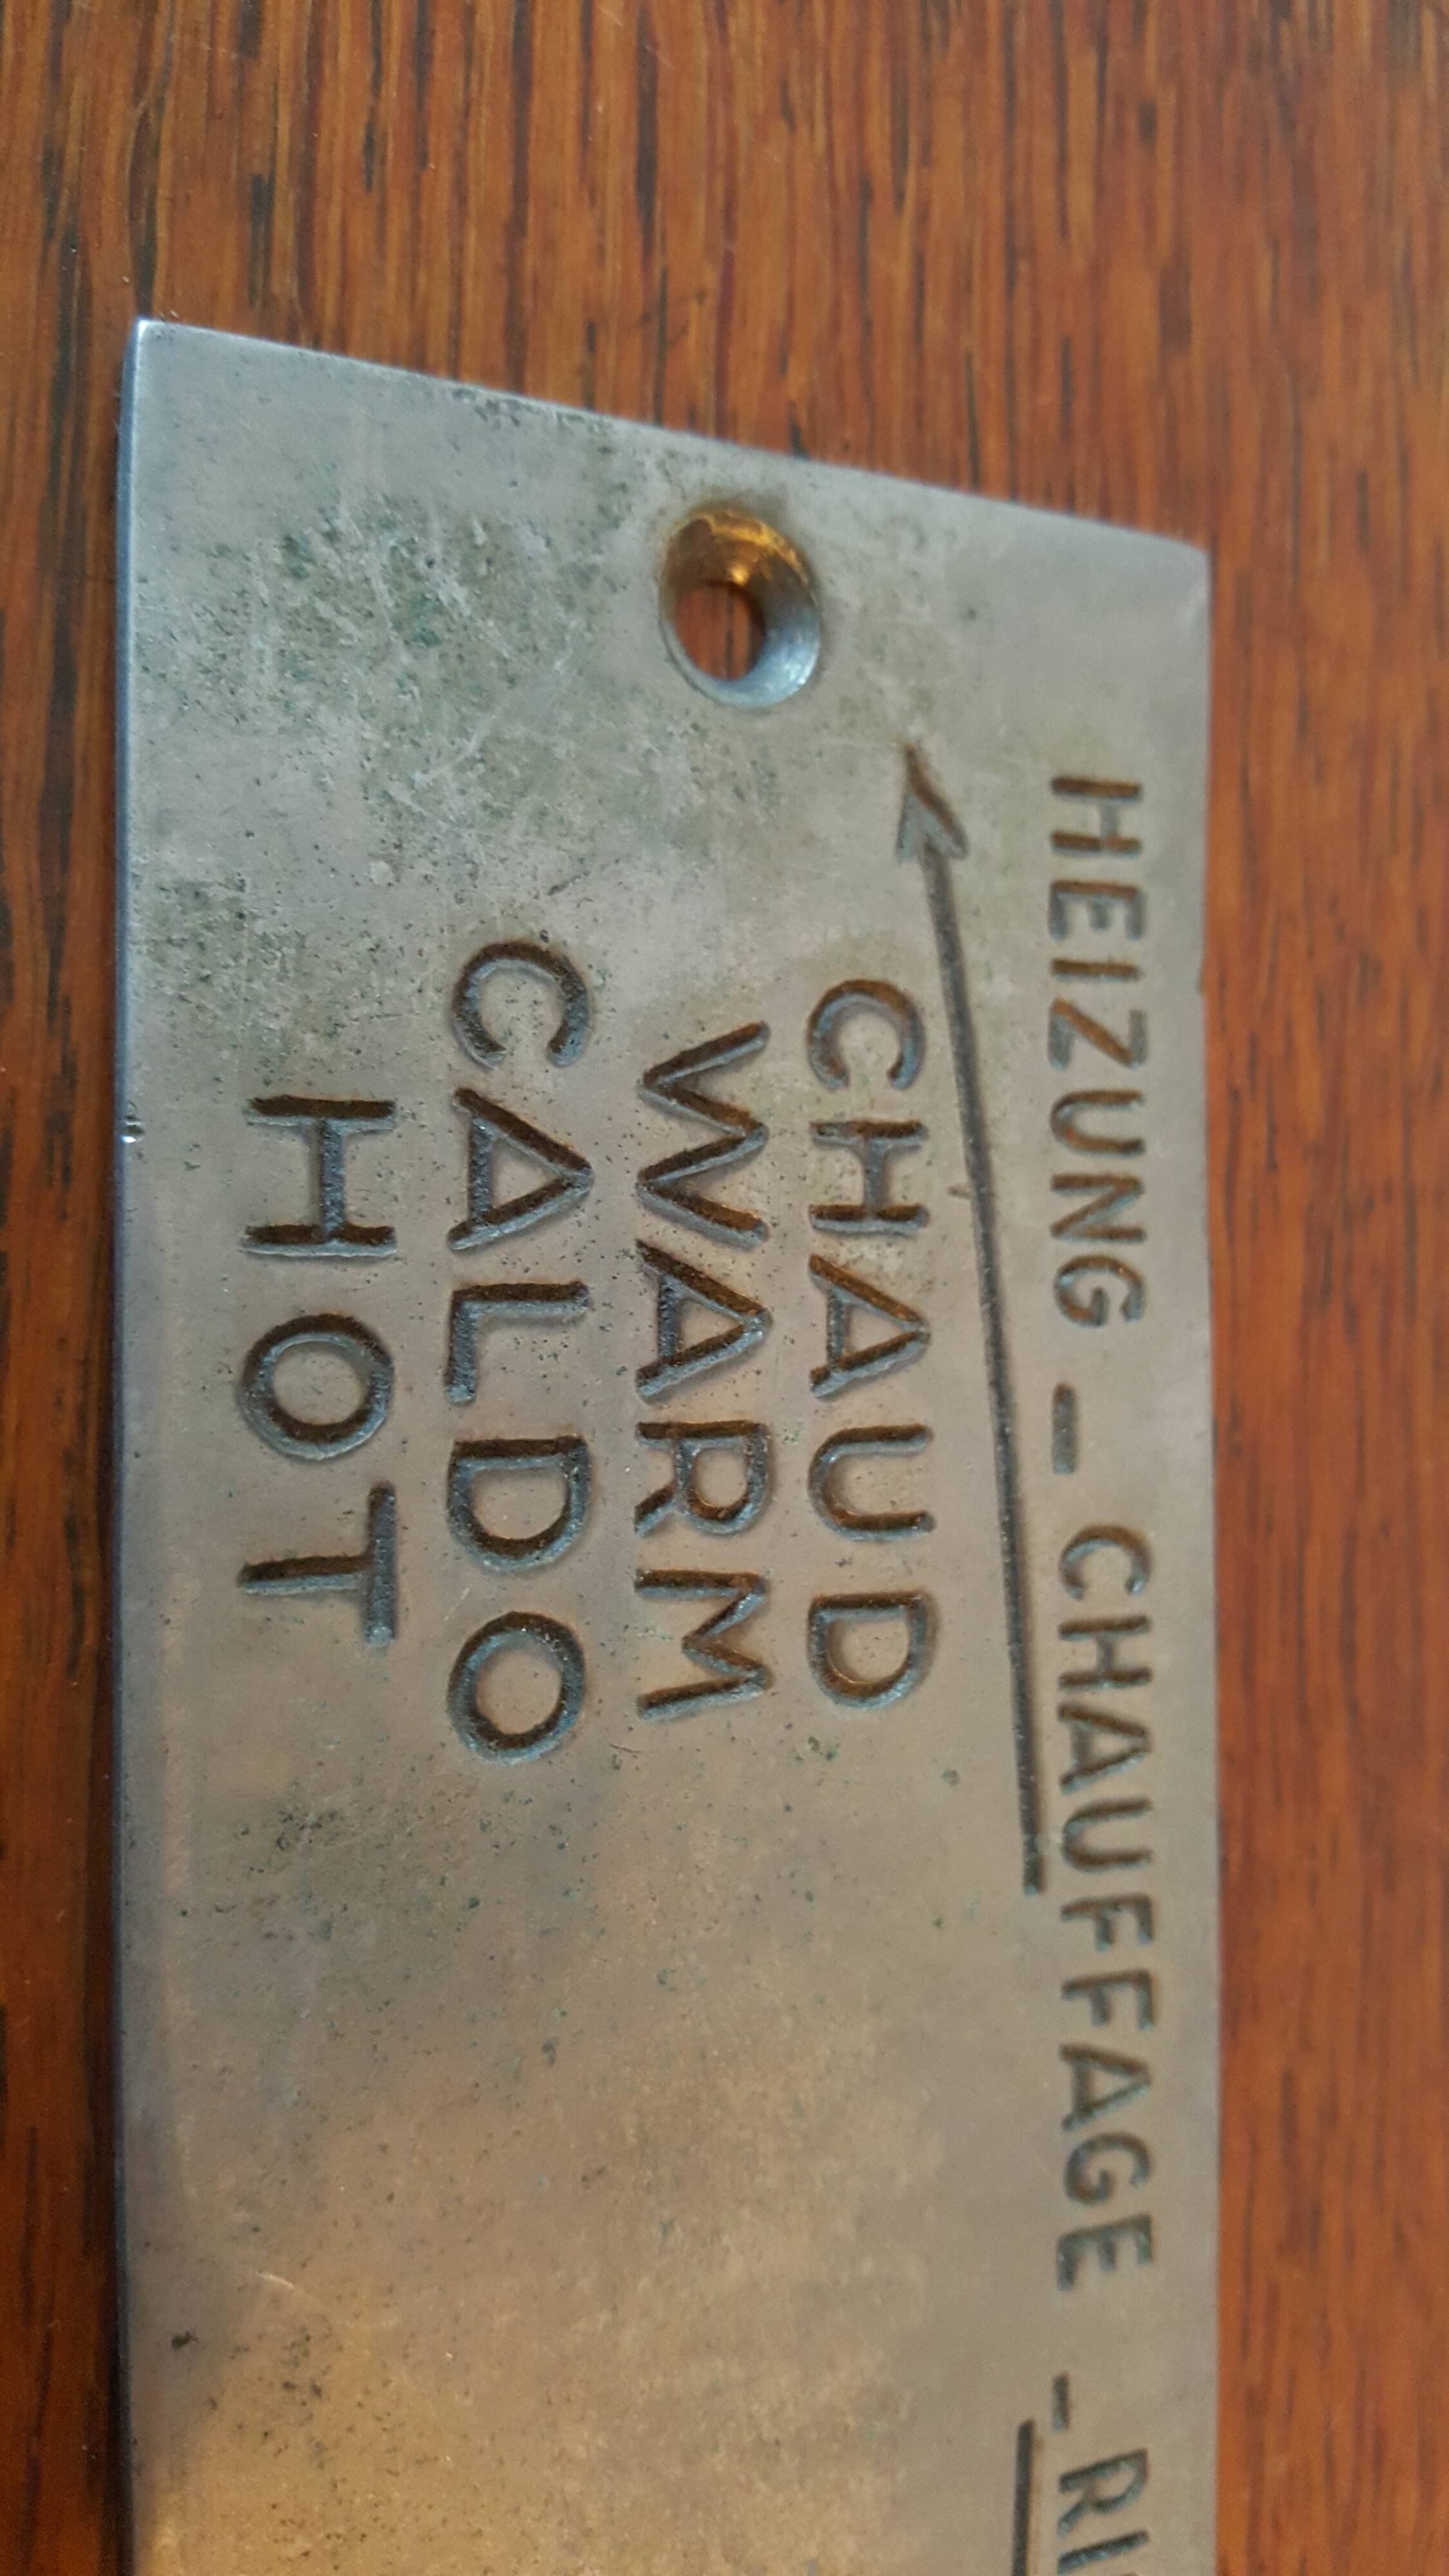 HEIZUNG - CHAUFFAGE -
CHAUD
WARM
CALDO
HOT